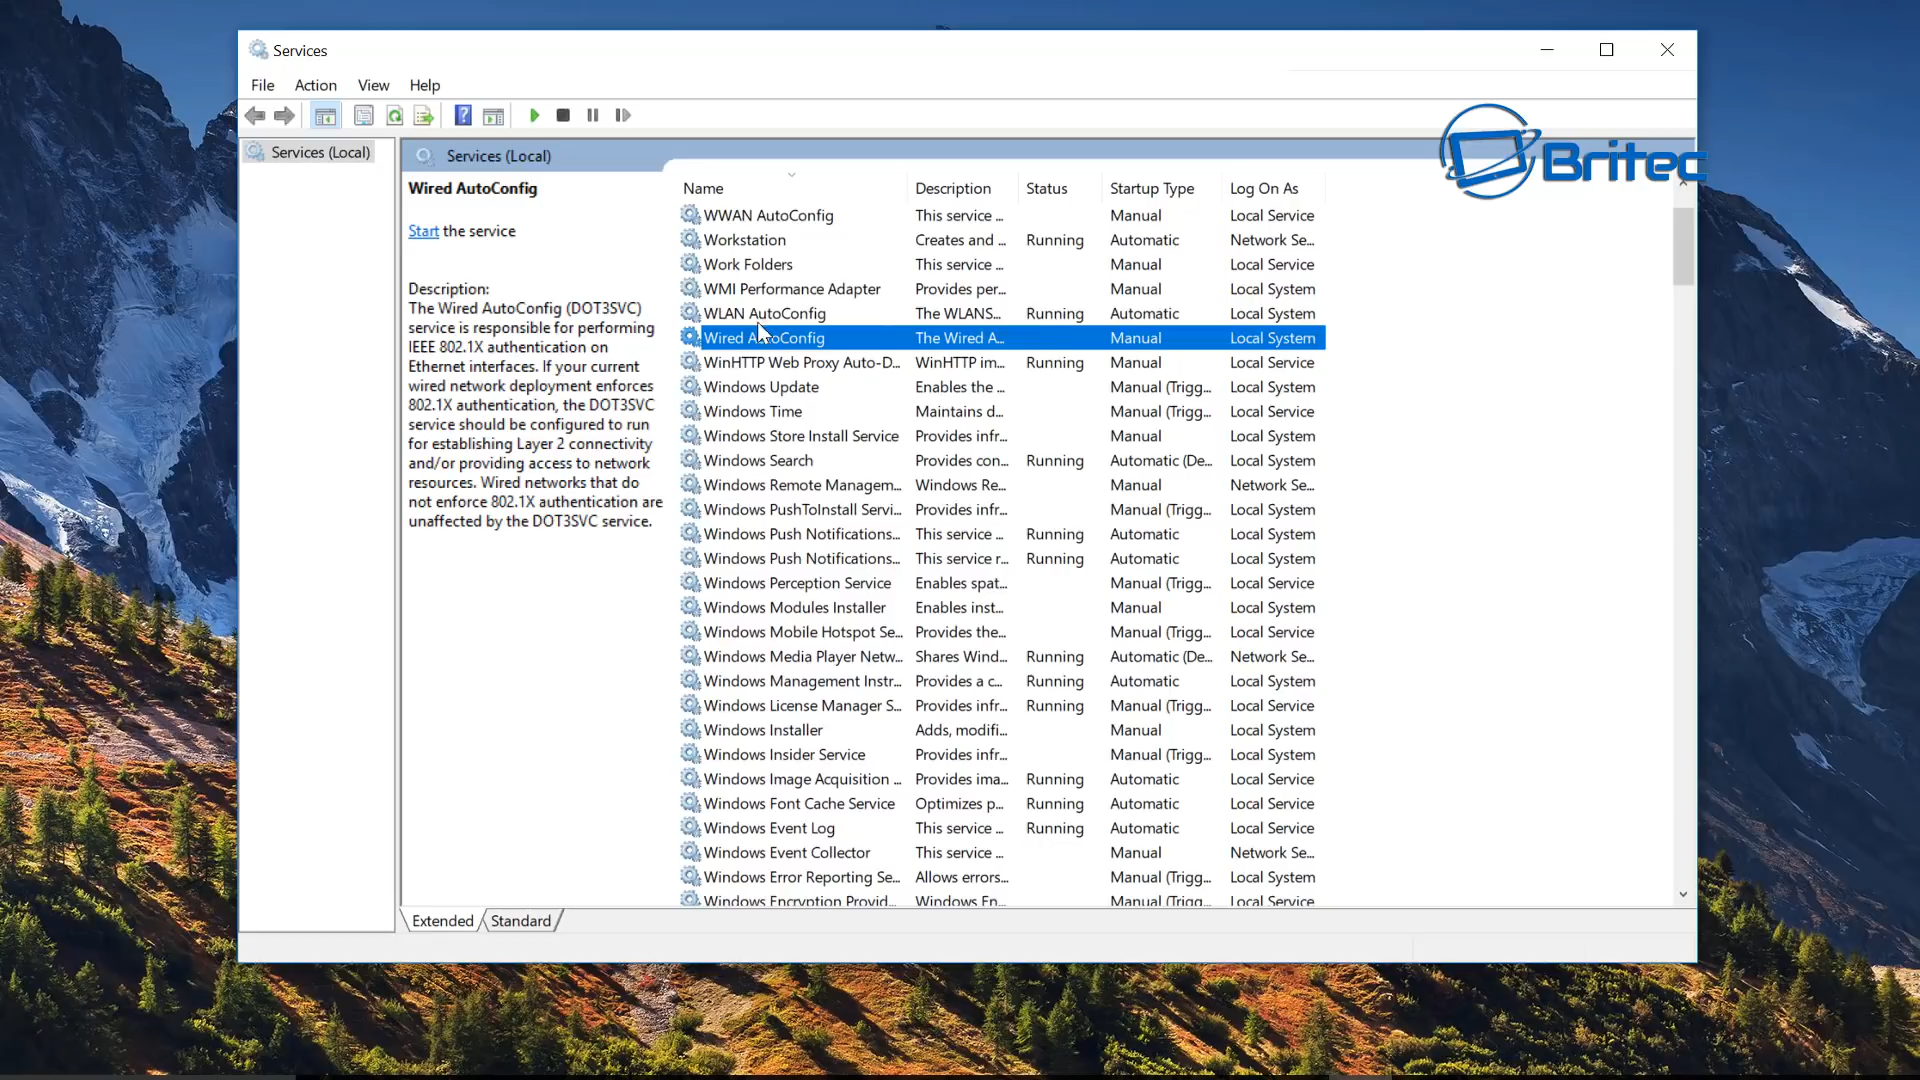 Services
File Action View Help
Britec
Services (Local)
Services (Local)
Wired AutoConfig
Start the service
Description:
The Wired AutoConfig (DOT3SVC)
service is responsible for performing
IEEE 802.1X authentication on
Ethernet interfaces. If your current
wired network deployment enforces
802.1X authentication, the DOT3SVC
service should be configured to run
for establishing Layer 2 connectivity
and/or providing access to network
resources. Wired networks that do
not enforce 802.1X authentication are
unaffected by the DOT3SVC service.
Name Description Status Startup Type Log On As
WWAN AutoConfig This service ... Manual Local Service
Workstation Creates and ... Running Automatic Network Se...
Work Folders This service ... Manual Local Service
WMI Performance Adapter Provides per... Manual Local System
WLAN AutoConfig The WLANS... Running Automatic Local System
Wired AutoConfig The Wired A... Manual Local System
WinHTTP Web Proxy Auto-D... WinHTTP im... Running Manual Local Service
Windows Update Enables the ... Manual (Trigg... Local System
Windows Time Maintains d... Manual (Trigg... Local Service
Windows Store Install Service Provides infr... Manual Local System
Windows Search Provides con... Running Automatic (De... Local System
Windows Remote Managem... Windows Re... Manual Network Se...
Windows PushToInstall Servi... Provides infr... Manual (Trigg... Local System
Windows Push Notifications... This service ... Running Automatic Local System
Windows Push Notifications... This service r... Running Automatic Local System
Windows Perception Service Enables spat... Manual (Trigg... Local Service
Windows Modules Installer Enables inst... Manual Local System
Windows Mobile Hotspot Se... Provides the... Manual (Trigg... Local Service
Windows Media Player Netw... Shares Wind... Running Automatic (De... Network Se...
Windows Management Instr... Provides a c... Running Automatic Local System
Windows License Manager S... Provides infr... Running Manual (Trigg... Local Service
Windows Installer Adds, modifi... Manual Local System
Windows Insider Service Provides infr... Manual (Trigg... Local System
Windows Image Acquisition ... Provides ima... Running Automatic Local Service
Windows Font Cache Service Optimizes p... Running Automatic Local Service
Windows Event Log This service ... Running Automatic Local Service
Windows Event Collector This service ... Manual Network Se...
Windows Error Reporting Se... Allows errors... Manual (Trigg... Local System
Windows Encryption Provid... Windows En... Manual (Trigg... Local Service
Extended Standard